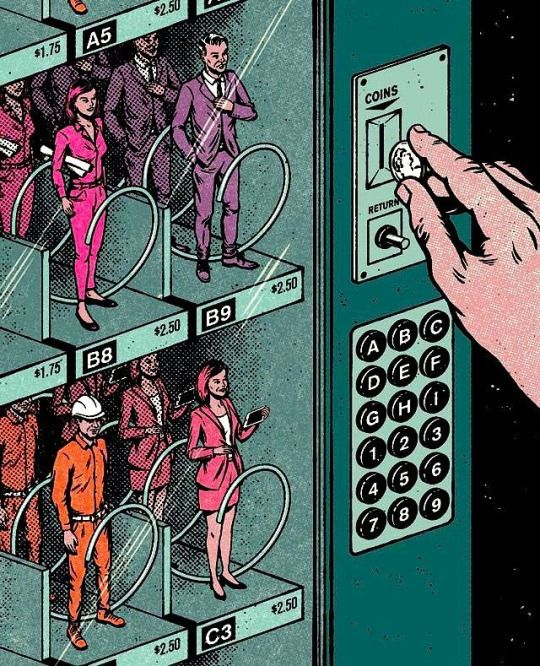 $2.50
$1.75
A5
COINS
RETURN
$2.50
B9
$2.50
B8
$1.75
A B C
D E F
G H I
1 2 3
4 5 6
7 8 9
$2.50
C3
$2.50